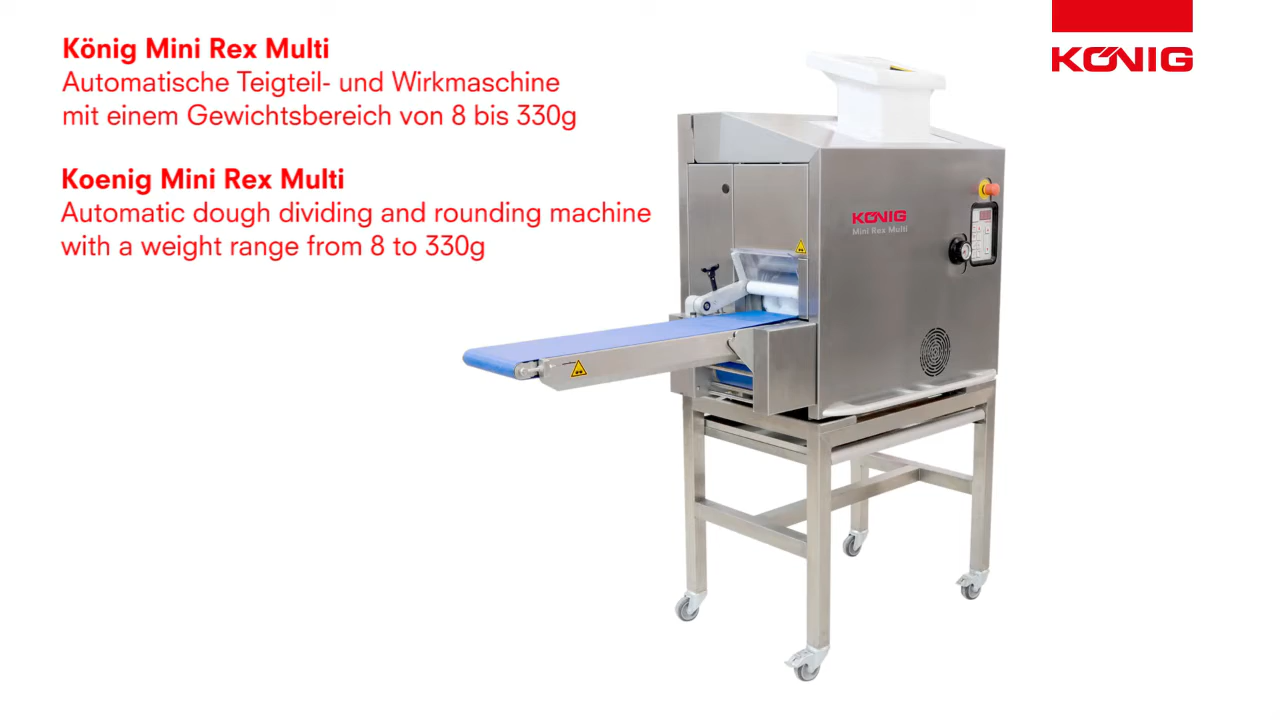 König Mini Rex Multi
Automatische Teigteil- und Wirkmaschine
mit einem Gewichtsbereich von 8 bis 330g
Koenig Mini Rex Multi
Automatic dough dividing and rounding machine
with a weight range from 8 to 330g
KÖNIG
KÖNIG
Mini Rex Multi